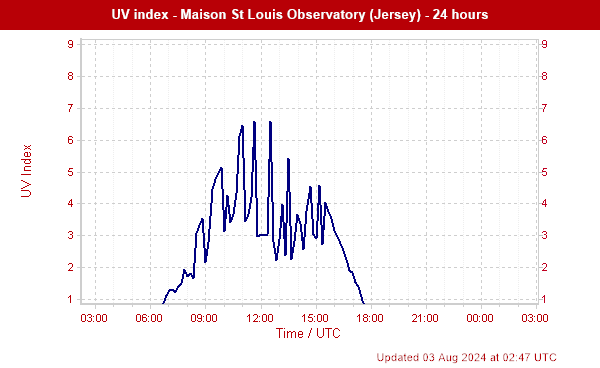 UV index - Maison St Louis Observatory (Jersey) - 24 hours
9 9
8 8
7 7
6 6
5 5
4 4
3 3
2 2
1 1
UV Index
03:00 06:00 09:00 12:00 15:00 18:00 21:00 00:00 03:00
Time / UTC
Updated 03 Aug 2024 at 02:47 UTC